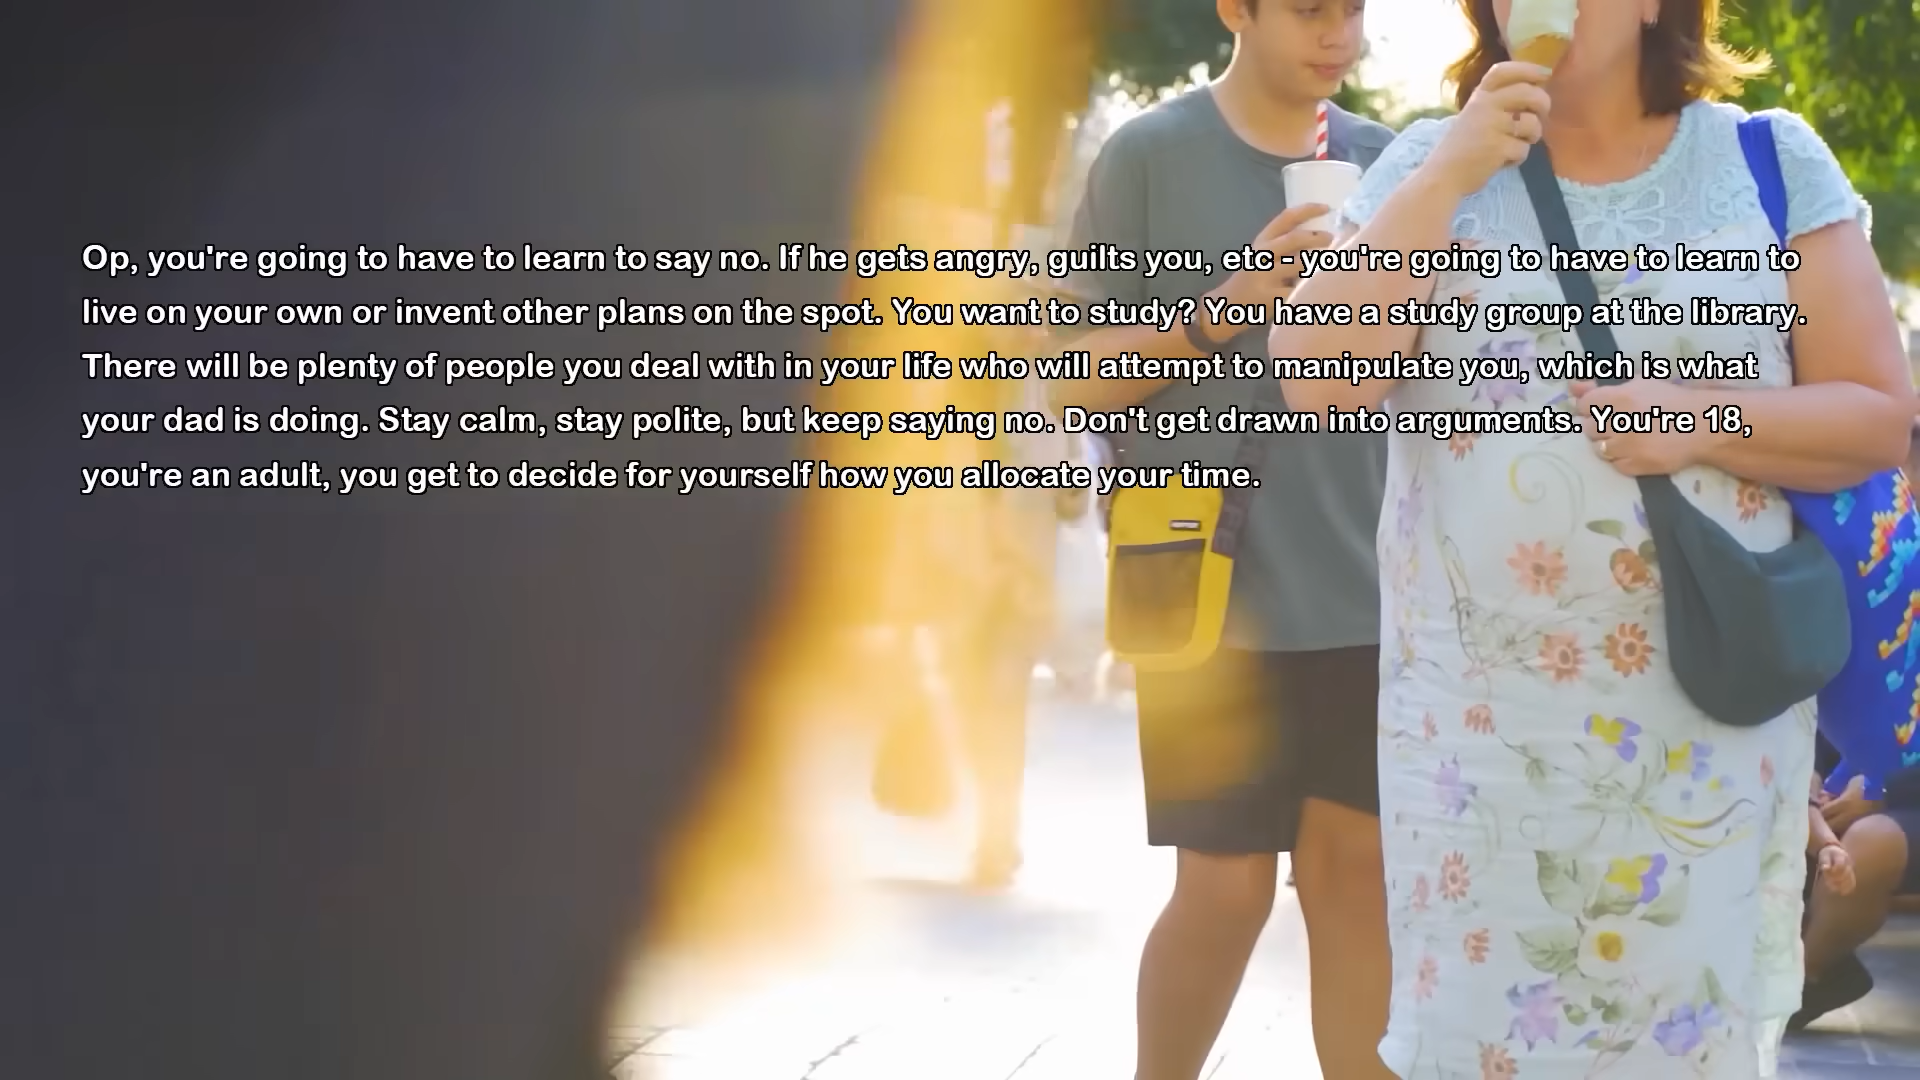 Op, you're going to have to learn to say no. If he gets angry, guilts you, etc - you're going to have to learn to
live on your own or invent other plans on the spot. You want to study? You have a study group at the library.
There will be plenty of people you deal with in your life who will attempt to manipulate you, which is what
your dad is doing. Stay calm, stay polite, but keep saying no. Don't get drawn into arguments. You're 18,
you're an adult, you get to decide for yourself how you allocate your time.